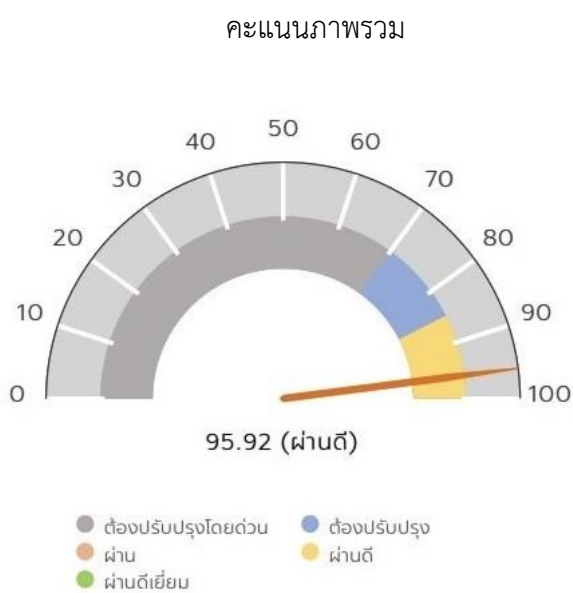 คะแนนภาพรวม
50
40 60
30 70
20 80
10 90
0 100
95.92 (ผ่านดี)
ต้องปรับปรุงโดยด่วน ต้องปรับปรุง
ผ่าน ผ่านดี
ผ่านดีเยี่ยม